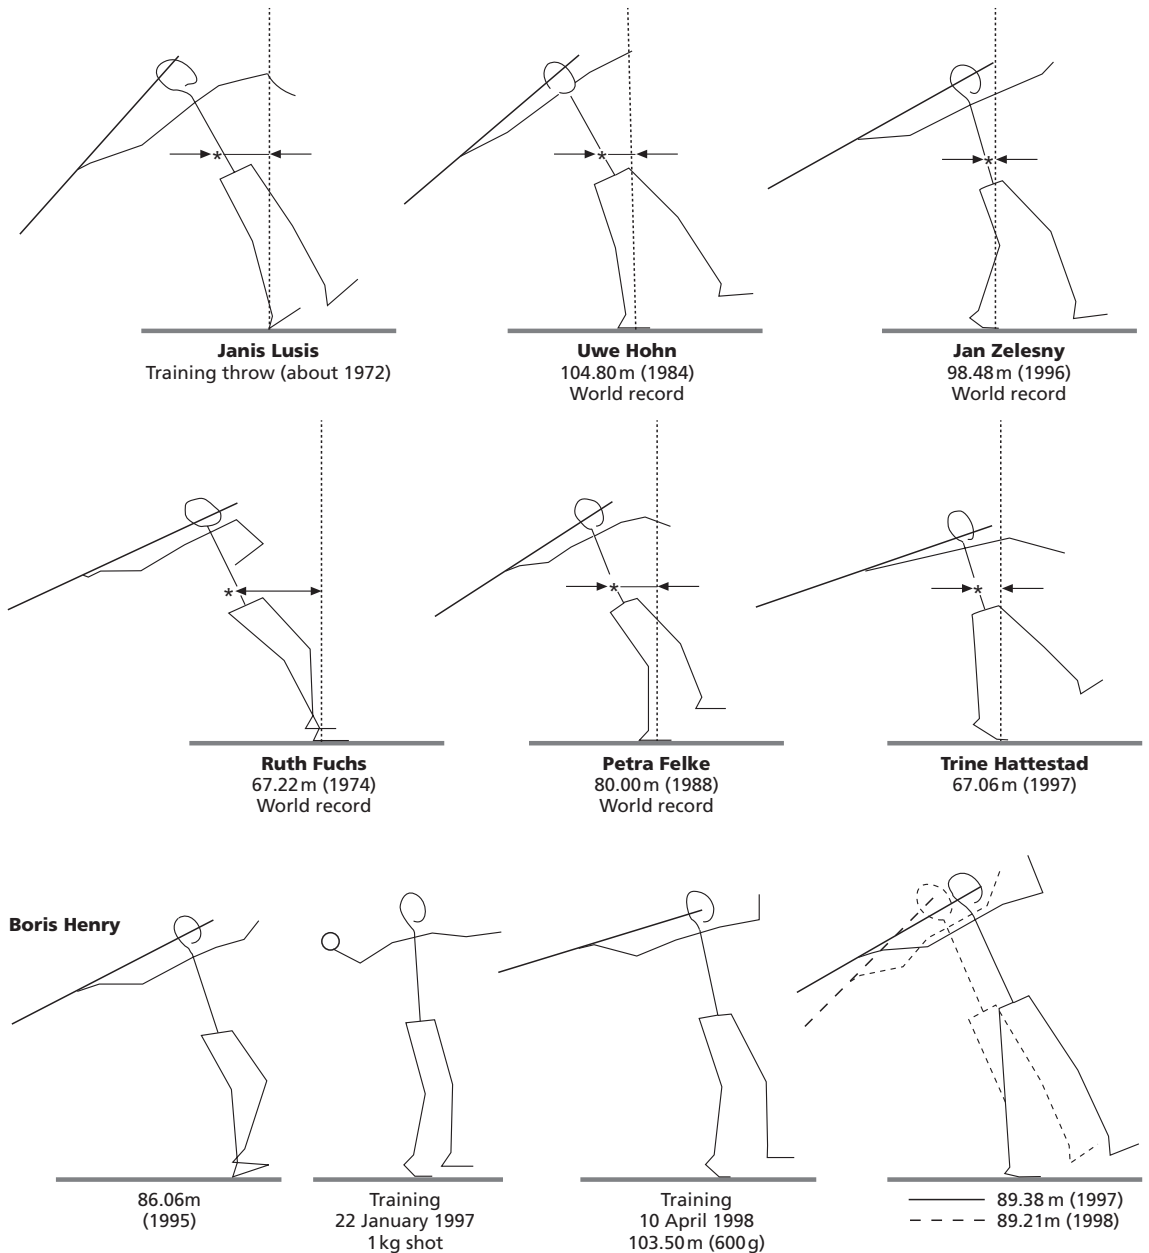 Janis Lusis
Training throw (about 1972)
Uwe Hohn
104.80 m (1984)
World record
Jan Zelesny
98.48 m (1996)
World record
Ruth Fuchs
67.22 m (1974)
World record
Petra Felke
80.00 m (1988)
World record
Trine Hattestad
67.06 m (1997)
Boris Henry
86.06m
(1995)
Training
22 January 1997
1 kg shot
Training
10 April 1998
103.50 m (600 g)
89.38 m (1997)
89.21m (1998)